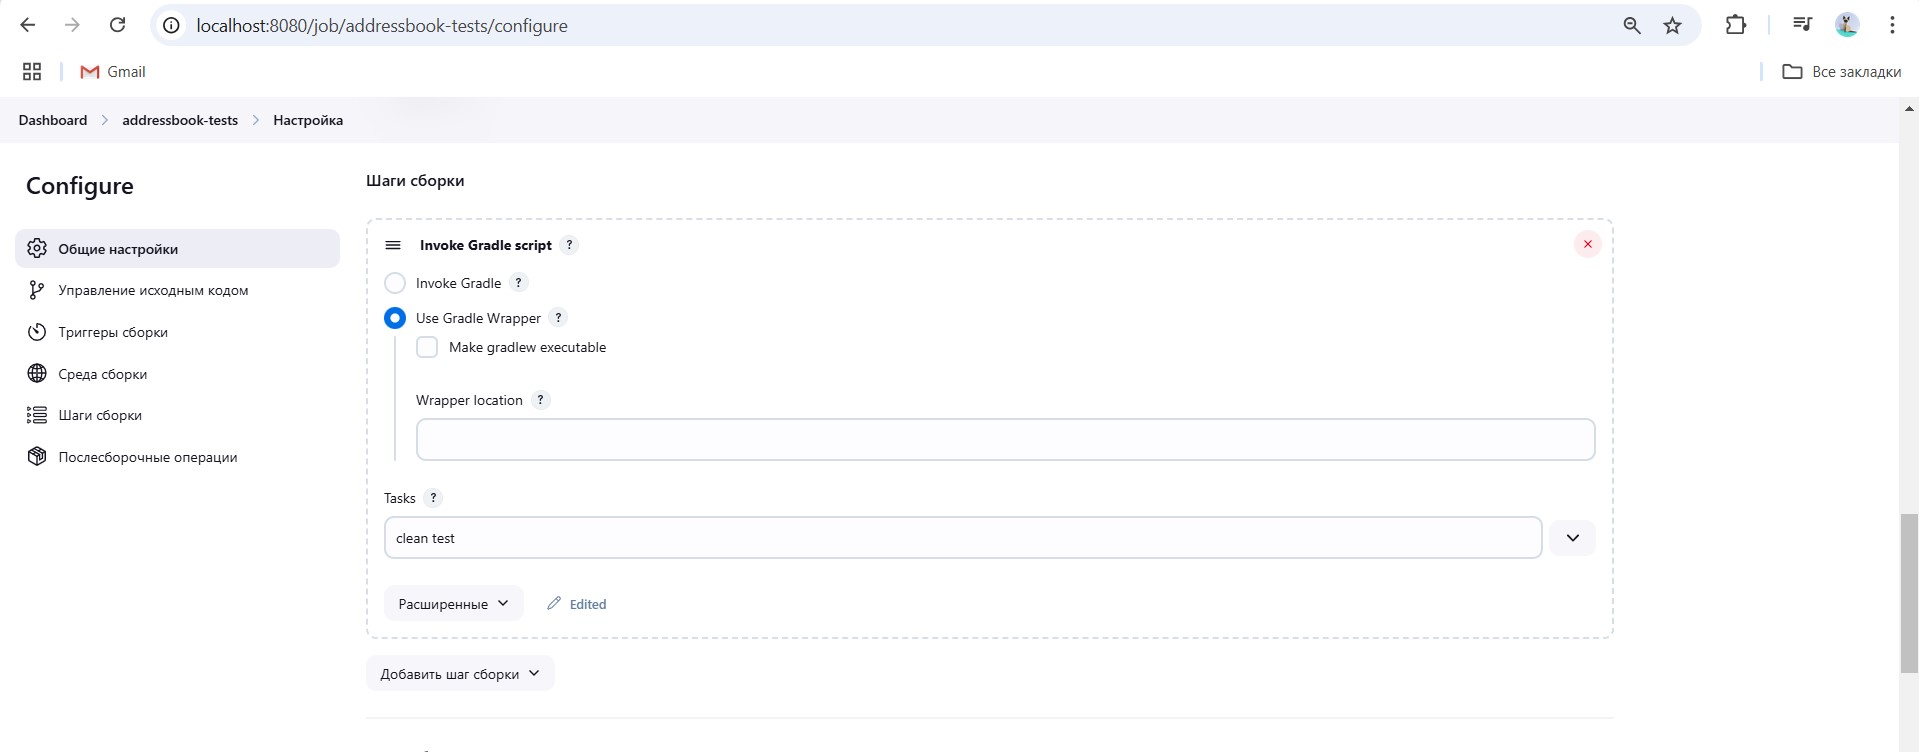 localhost:8080/job/addressbook-tests/configure
Gmail
Все закладки
Dashboard
addressbook-tests
Настройка
Configure
Общие настройки
Управление исходным кодом
Триггеры сборки
Среда сборки
Шаги сборки
Послесборочные операции
Шаги сборки
Invoke Gradle script ?
Invoke Gradle ?
Use Gradle Wrapper ?
Make gradlew executable
Wrapper location ?
Tasks ?
clean test
Расширенные
Edited
Добавить шаг сборки